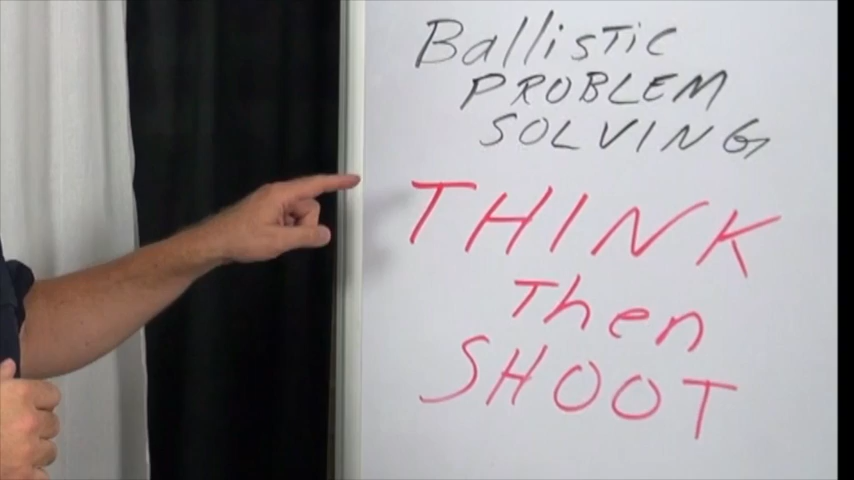 Ballistic
PROBLEM
SOLVING
THINK
Then
SHOOT